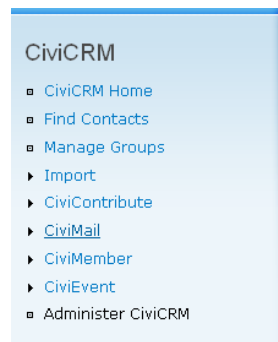 CiviCRM
CiviCRM Home
Find Contacts
Manage Groups
Import
CiviContribute
CiviMail
CiviMember
CiviEvent
Administer CiviCRM